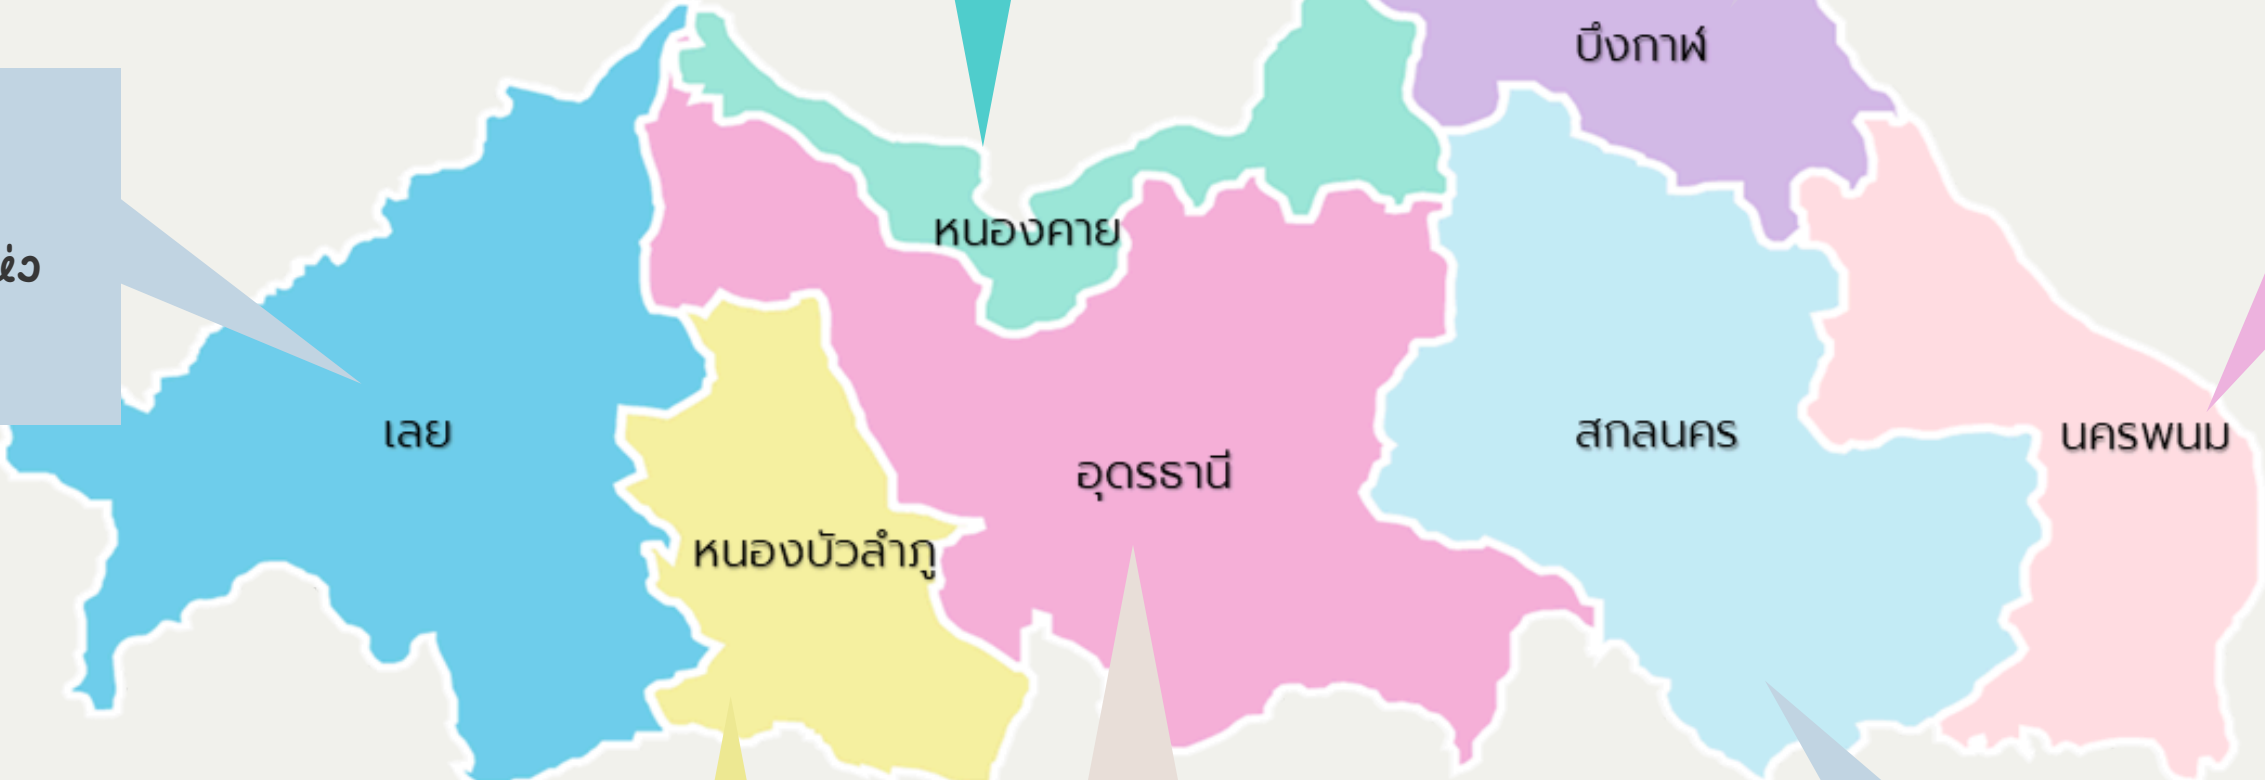 บึงกาฬ
หนองคาย
เลย
สกลนคร
นครพนม
อุดรธานี
หนองบัวลำภู